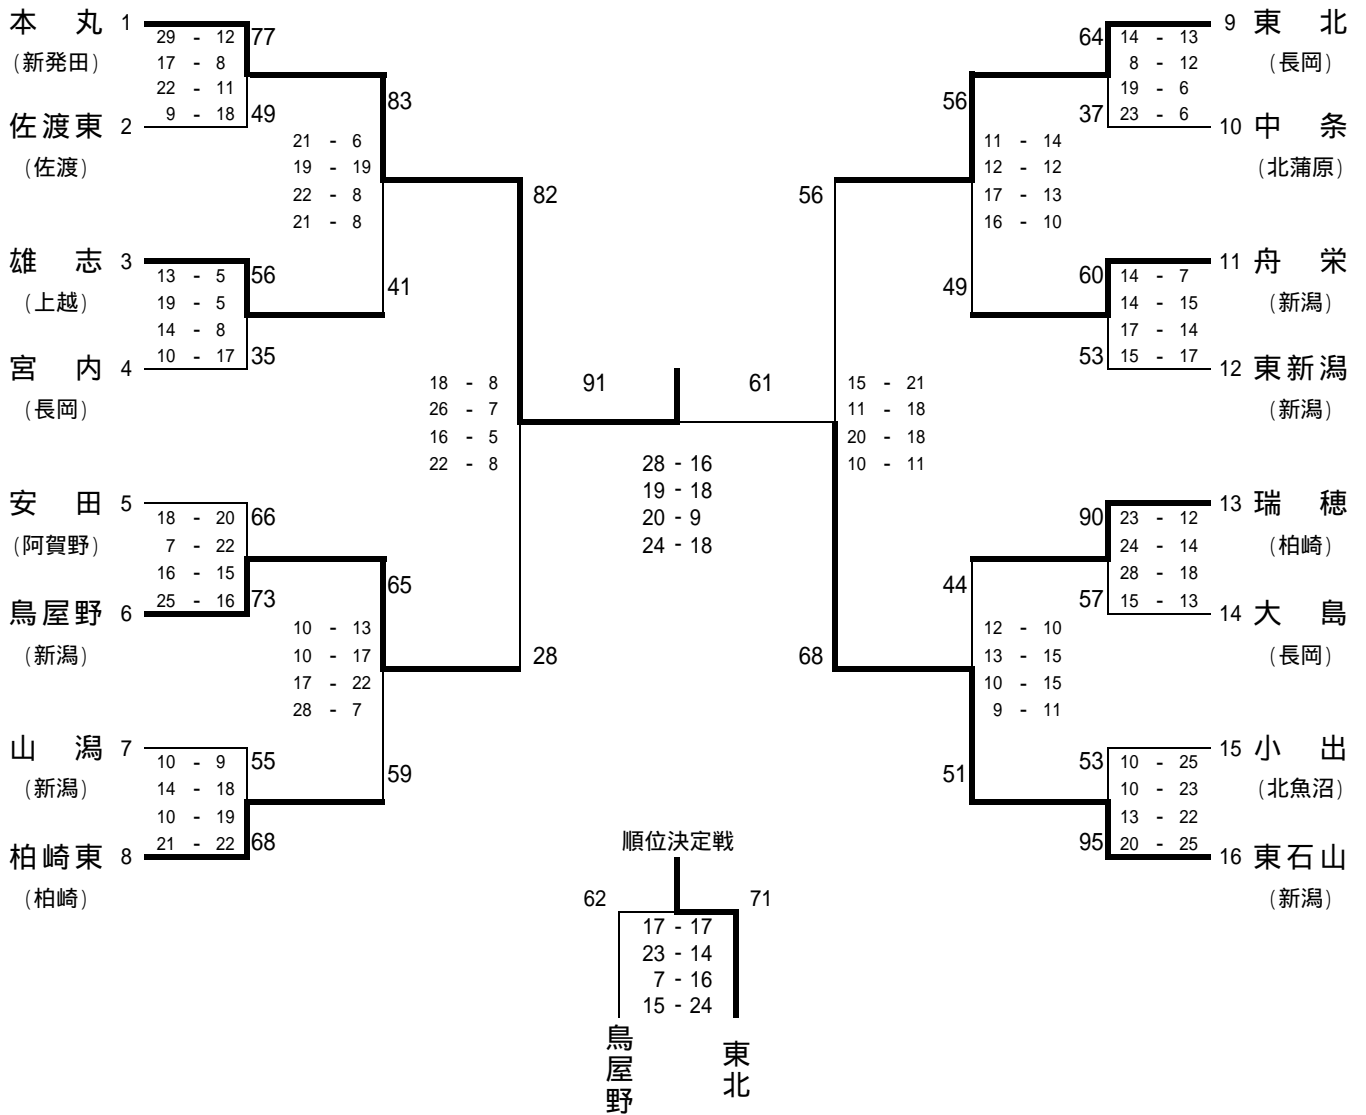 本丸 1
(新発田)
29 - 12
17 - 8
22 - 11
9 - 18
77
49
佐渡東 2
(佐渡)
21 - 6
19 - 19
22 - 8
21 - 8
83
41
雄志 3
(上越)
13 - 5
19 - 5
14 - 8
10 - 17
56
35
宮内 4
(長岡)
18 - 8
26 - 7
16 - 5
22 - 8
82
28
安田 5
(阿賀野)
18 - 20
7 - 22
16 - 15
25 - 16
66
73
鳥屋野 6
(新潟)
10 - 13
10 - 17
17 - 22
28 - 7
65
59
山潟 7
(新潟)
10 - 9
14 - 18
10 - 19
21 - 22
55
68
柏崎東 8
(柏崎)
91
61
28 - 16
19 - 18
20 - 9
24 - 18
9 東北
(長岡)
64
37
14 - 13
8 - 12
19 - 6
23 - 6
10 中条
(北蒲原)
56
49
11 - 14
12 - 12
17 - 13
16 - 10
11 舟栄
(新潟)
60
53
14 - 7
14 - 15
17 - 14
15 - 17
12 東新潟
(新潟)
56
68
15 - 21
11 - 18
20 - 18
10 - 11
13 瑞穂
(柏崎)
90
57
23 - 12
24 - 14
28 - 18
15 - 13
14 大島
(長岡)
44
51
12 - 10
13 - 15
10 - 15
9 - 11
15 小出
(北魚沼)
53
95
10 - 25
10 - 23
13 - 22
20 - 25
16 東石山
(新潟)
順位決定戦
62
71
17 - 17
23 - 14
7 - 16
15 - 24
鳥屋野
東北